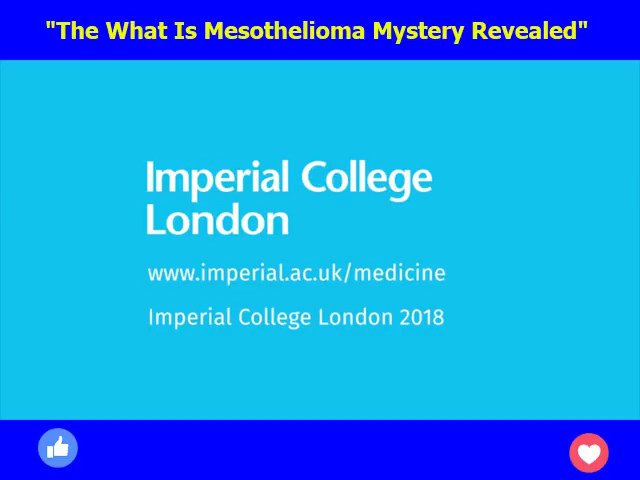 "The What Is Mesothelioma Mystery Revealed"
Imperial College
London
www.imperial.ac.uk/medicine
Imperial College London 2018